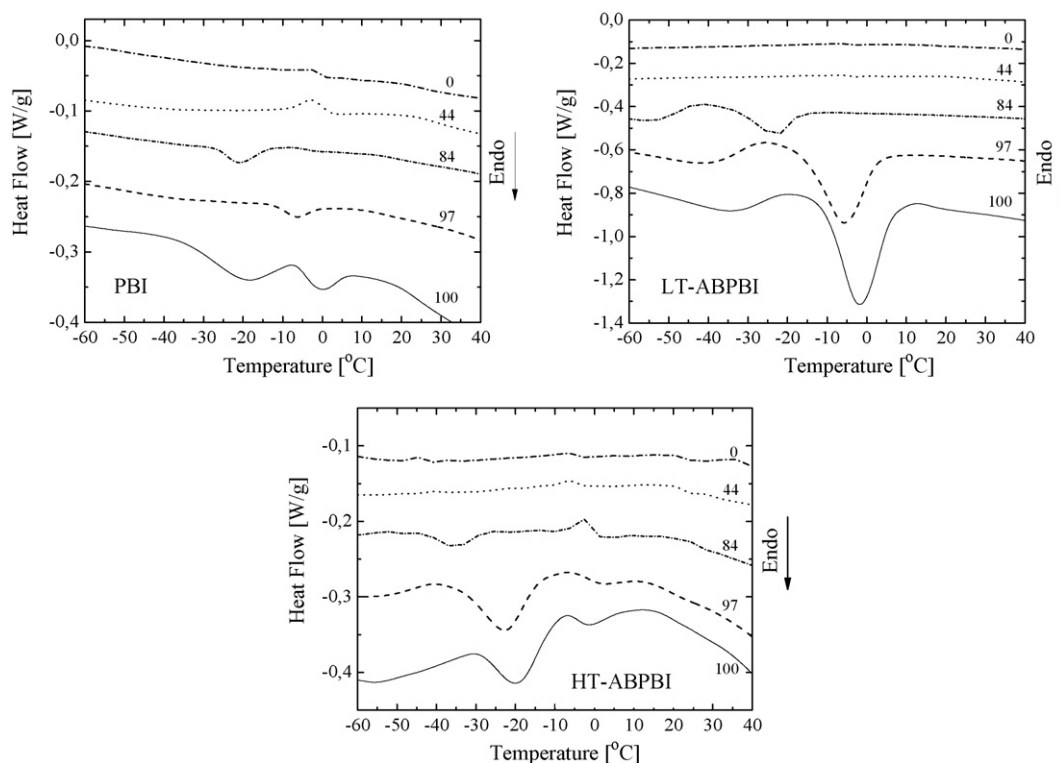 0,0
-0,1
-0,2
-0,3
-0,4
Heat Flow [W/g]
0
44
84
97
100
PBI
-60 -50 -40 -30 -20 -10 0 10 20 30 40
Temperature [°C]
Endo
0,0
-0,2
-0,4
-0,6
-0,8
-1,0
-1,2
-1,4
Heat Flow [W/g]
0
44
84
97
100
LT-ABPBI
-60 -50 -40 -30 -20 -10 0 10 20 30 40
Temperature [°C]
Endo
-0,1
-0,2
-0,3
-0,4
Heat Flow [W/g]
0
44
84
97
100
HT-ABPBI
-60 -50 -40 -30 -20 -10 0 10 20 30 40
Temperature [°C]
Endo